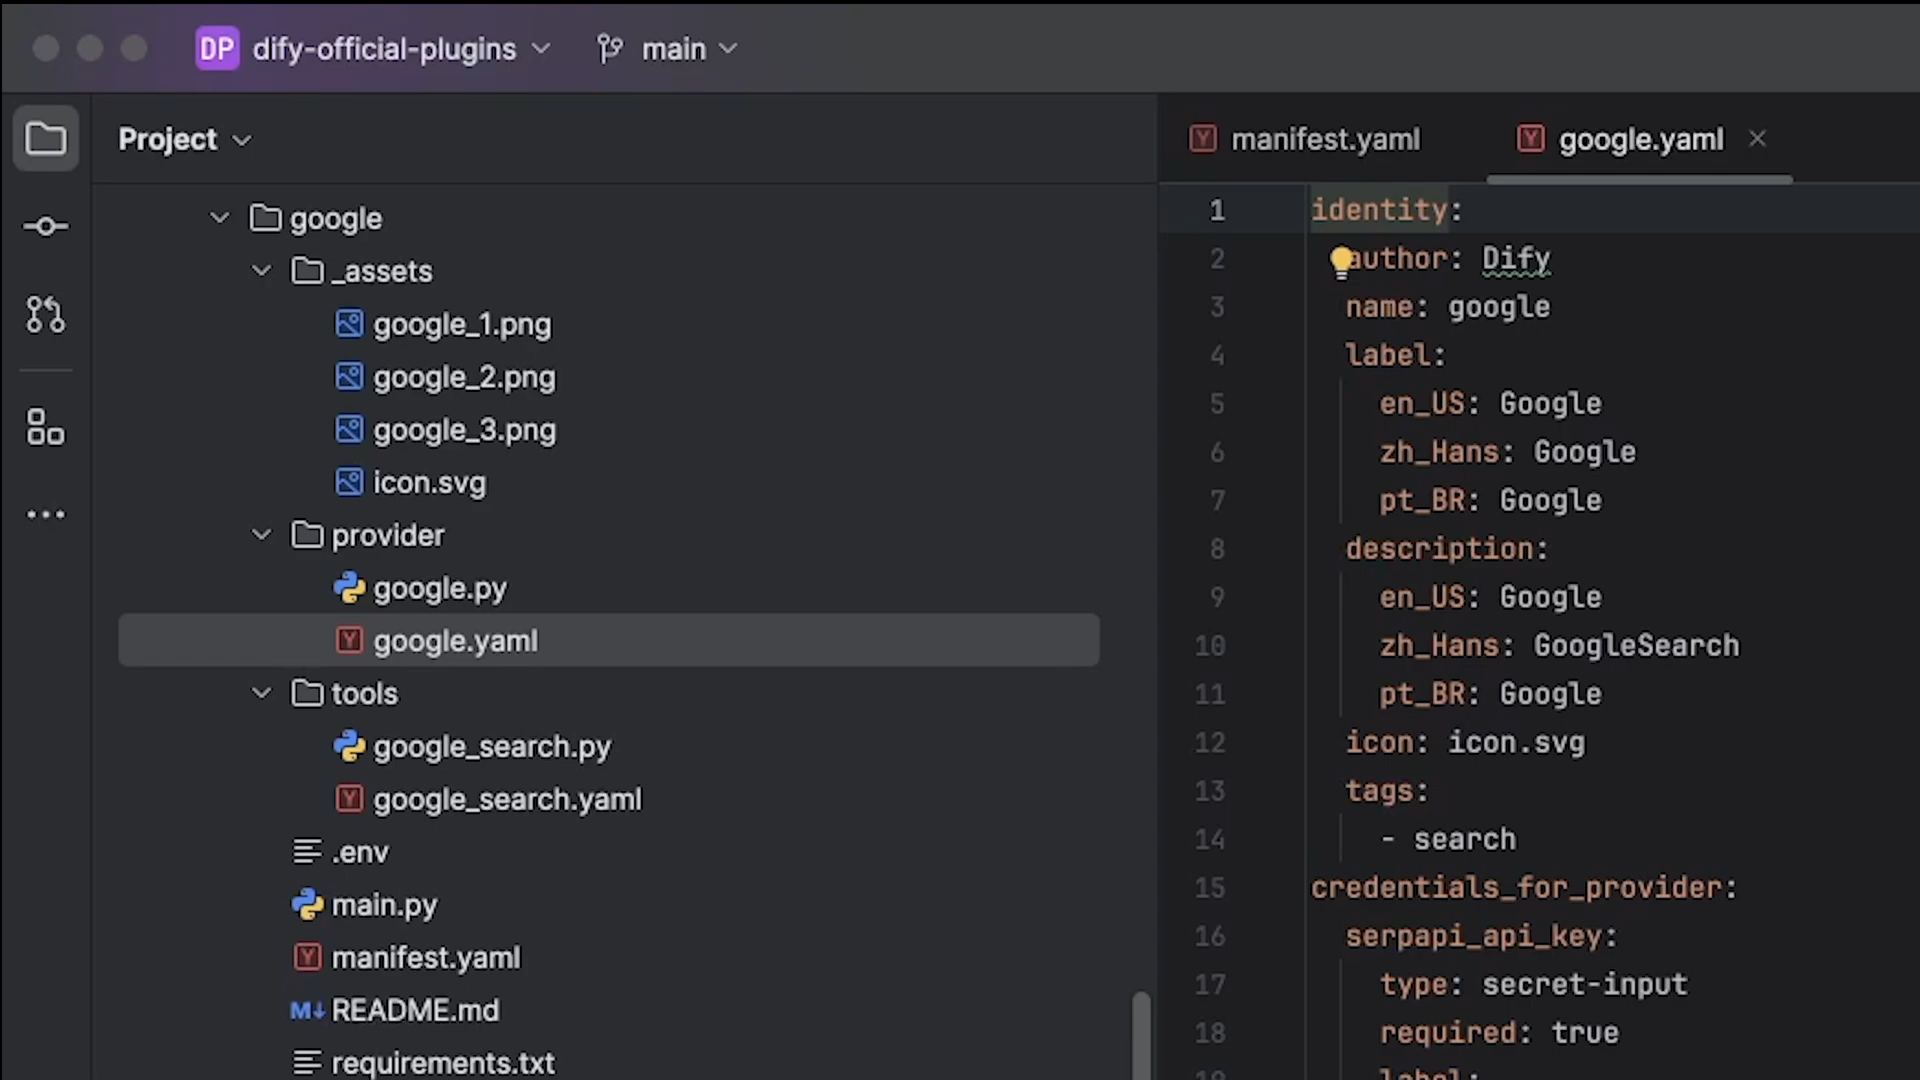 DP dify-official-plugins main
Project
google
_assets
google_1.png
google_2.png
google_3.png
icon.svg
provider
google.py
google.yaml
tools
google_search.py
google_search.yaml
.env
main.py
manifest.yaml
README.md
requirements.txt
manifest.yaml google.yaml
1 identity:
2 author: Dify
3 name: google
4 label:
5 en_US: Google
6 zh_Hans: Google
7 pt_BR: Google
8 description:
9 en_US: Google
10 zh_Hans: GoogleSearch
11 pt_BR: Google
12 icon: icon.svg
13 tags:
14 - search
15 credentials_for_provider:
16 serpapi_api_key:
17 type: secret-input
18 required: true
19 label: